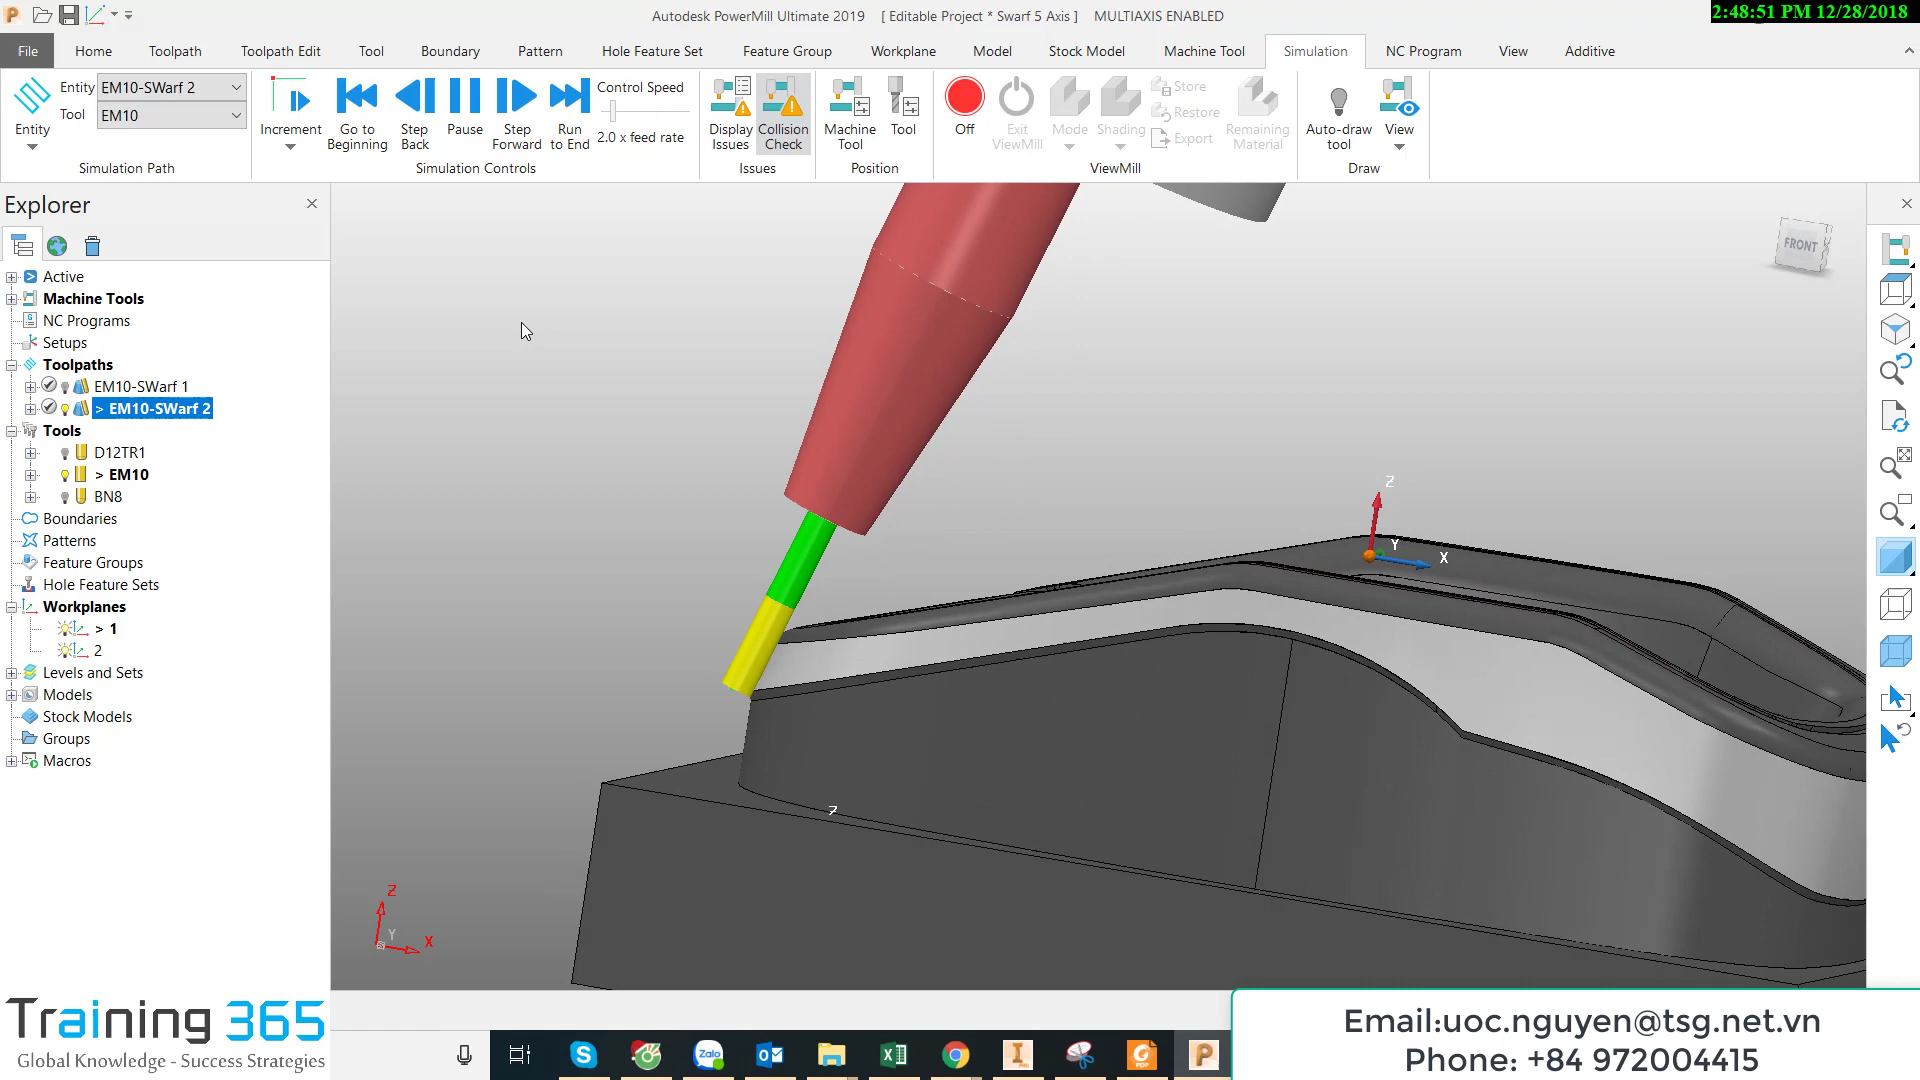 Autodesk PowerMill Ultimate 2019 [ Editable Project * Swarf 5 Axis ] MULTIAXIS ENABLED
2:48:51 PM 12/28/2018
File Home Toolpath Toolpath Edit Tool Boundary Pattern Hole Feature Set Feature Group Workplane Model Stock Model Machine Tool Simulation NC Program View Additive
Entity EM10-SWarf 2
Tool EM10
Entity
Simulation Path
Increment
Go to Beginning
Step Back
Pause
Step Forward
Run to End
Control Speed
2.0 x feed rate
Simulation Controls
Display Issues
Collision Check
Issues
Machine Tool
Tool
Position
Off
Exit ViewMill
Mode
Shading
Store
Restore
Export
Remaining Material
ViewMill
Auto-draw tool
View
Draw
Explorer
Active
Machine Tools
NC Programs
Setups
Toolpaths
EM10-SWarf 1
> EM10-SWarf 2
Tools
D12TR1
> EM10
BN8
Boundaries
Patterns
Feature Groups
Hole Feature Sets
Workplanes
> 1
2
Levels and Sets
Models
Stock Models
Groups
Macros
FRONT
Z
Y
X
Z
Z
Y
X
Training 365
Global Knowledge - Success Strategies
Zalo
Email:uoc.nguyen@tsg.net.vn
Phone: +84 972004415